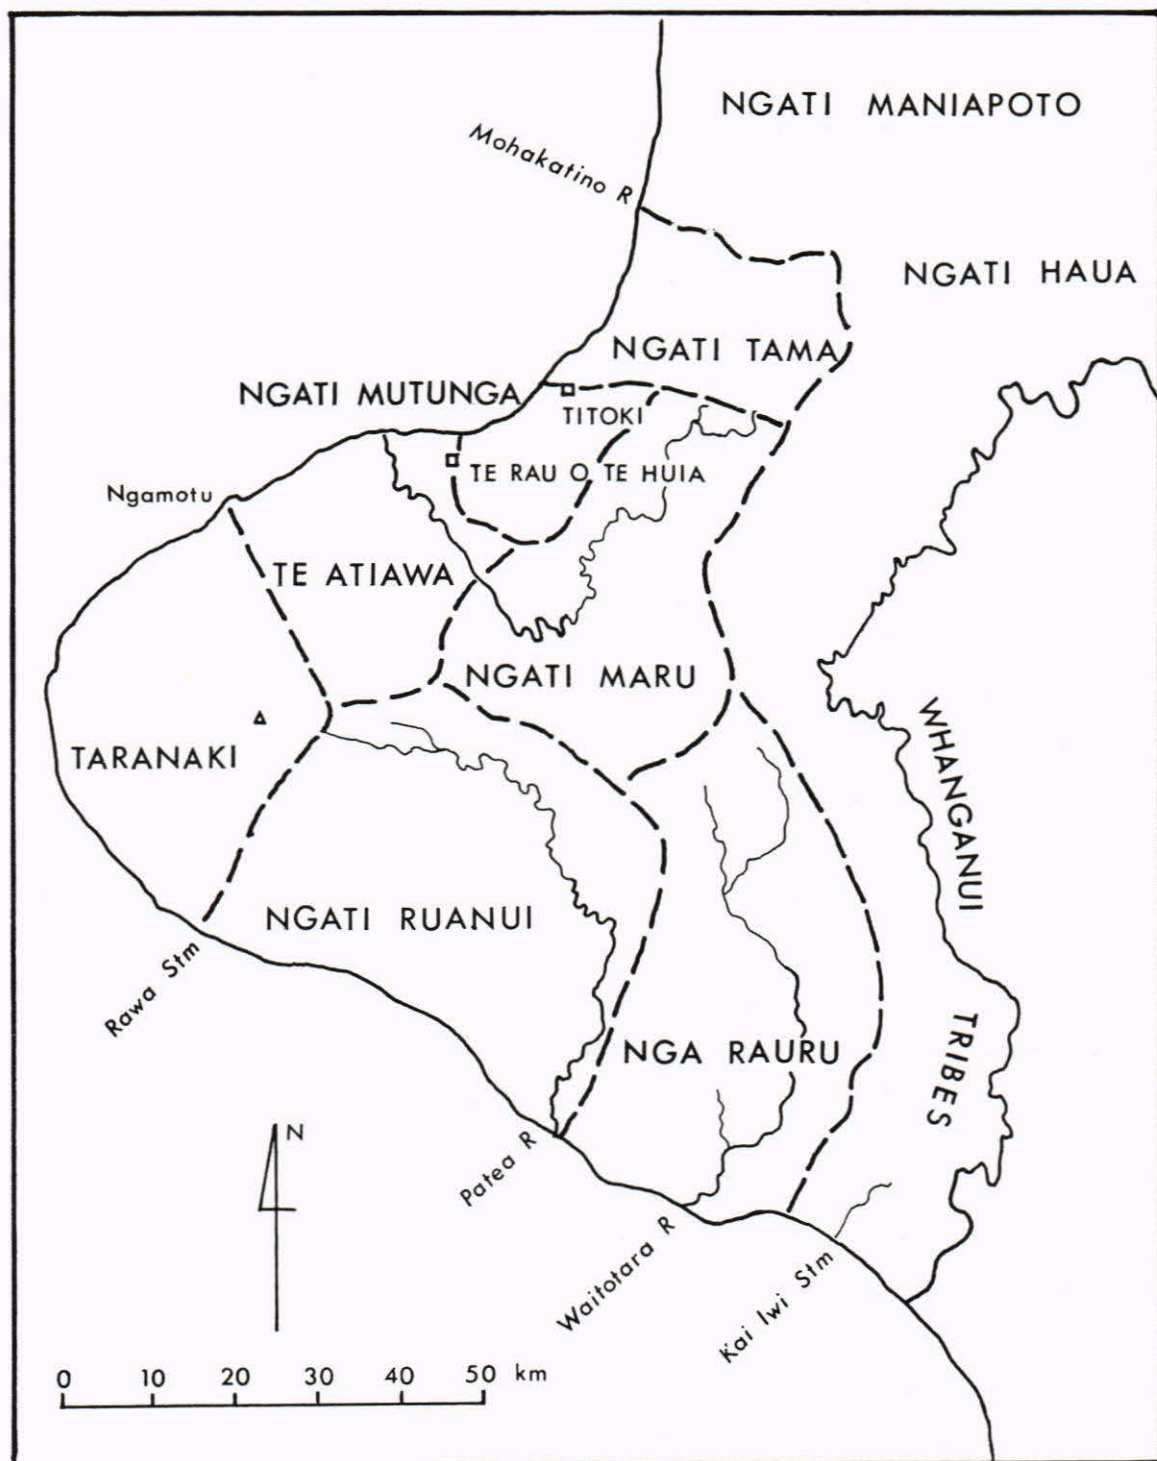 NGATI MANIAPOTO
Mohakatino R
NGATI HAUA
NGATI TAMA
NGATI MUTUNGA
TITOKI
TE RAU O TE HUIA
Ngamotu
TE ATIAWA
NGATI MARU
TARANAKI
WHANGANUI
TRIBES
NGATI RUANUI
Rawa Stm
NGA RAURU
N
Patea R
Waitotara R
Kai Iwi Stm
0 10 20 30 40 50 km